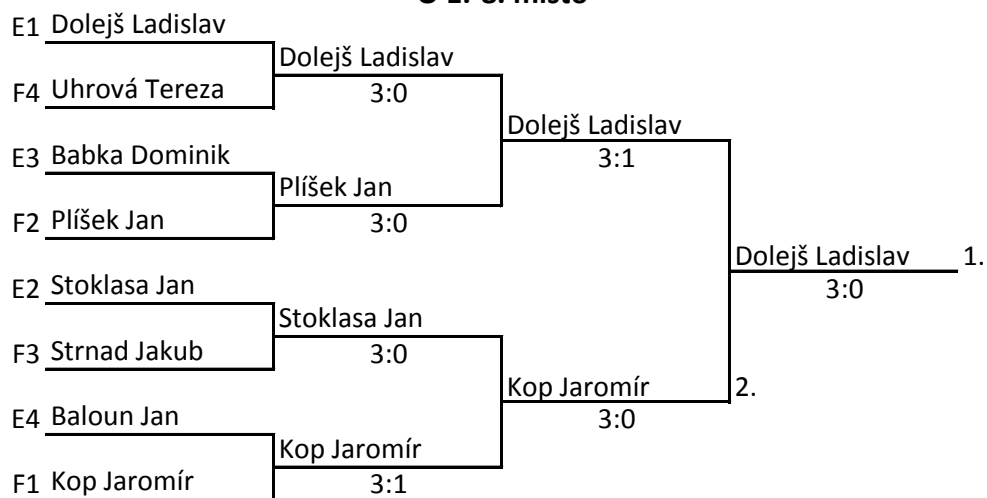 E1 Dolejš Ladislav
Dolejš Ladislav
F4 Uhrová Tereza
3:0
Dolejš Ladislav
E3 Babka Dominik
3:1
Plíšek Jan
F2 Plíšek Jan
3:0
Dolejš Ladislav 1.
E2 Stoklasa Jan
3:0
Stoklasa Jan
F3 Strnad Jakub
3:0
Kop Jaromír 2.
E4 Baloun Jan
3:0
Kop Jaromír
F1 Kop Jaromír
3:1